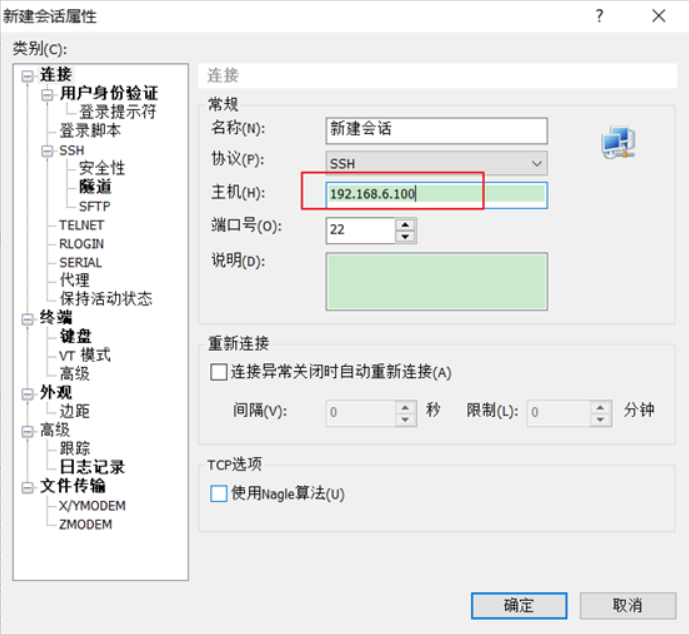 新建会话属性
类别(C):
连接
用户身份验证
登录提示符
登录脚本
SSH
安全性
隧道
SFTP
TELNET
RLOGIN
SERIAL
代理
保持活动状态
终端
键盘
VT 模式
高级
外观
边距
高级
跟踪
日志记录
文件传输
X/YMODEM
ZMODEM
连接
常规
名称(N): 新建会话
协议(P): SSH
主机(H): 192.168.6.100
端口号(O): 22
说明(D):
重新连接
连接异常关闭时自动重新连接(A)
间隔(V): 0 秒 限制(L): 0 分钟
TCP选项
使用Nagle算法(U)
确定 取消